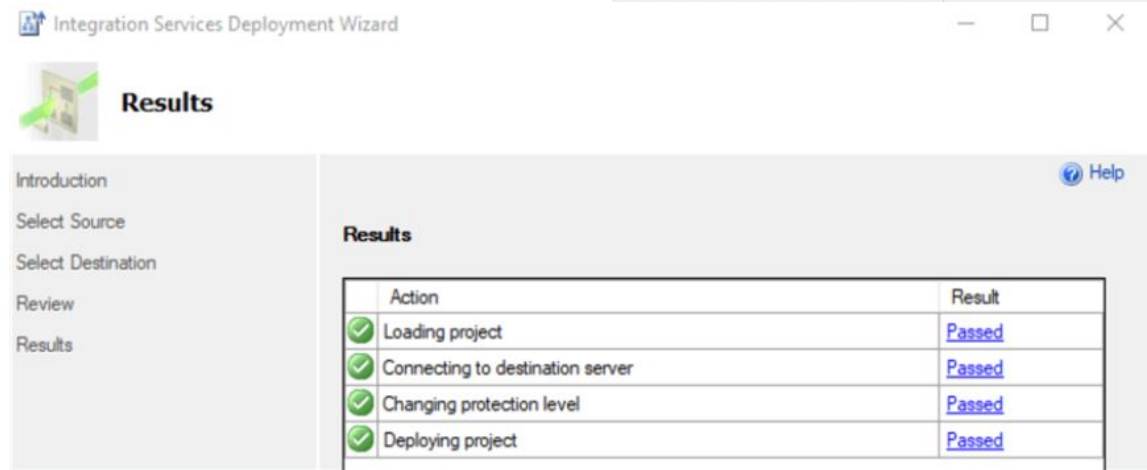 Integration Services Deployment Wizard
Results
Help
Introduction
Select Source
Select Destination
Review
Results
Results
Action Result
Loading project Passed
Connecting to destination server Passed
Changing protection level Passed
Deploying project Passed